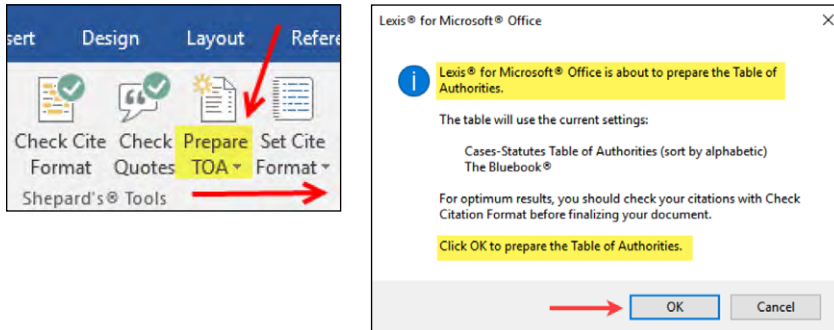 sert Design Layout Refere
Check Cite Check Prepare Set Cite
Format Quotes TOA Format
Shepard's® Tools
Lexis® for Microsoft® Office
Lexis® for Microsoft® Office is about to prepare the Table of
Authorities.
The table will use the current settings:
Cases-Statutes Table of Authorities (sort by alphabetic)
The Bluebook®
For optimum results, you should check your citations with Check
Citation Format before finalizing your document.
Click OK to prepare the Table of Authorities.
OK Cancel